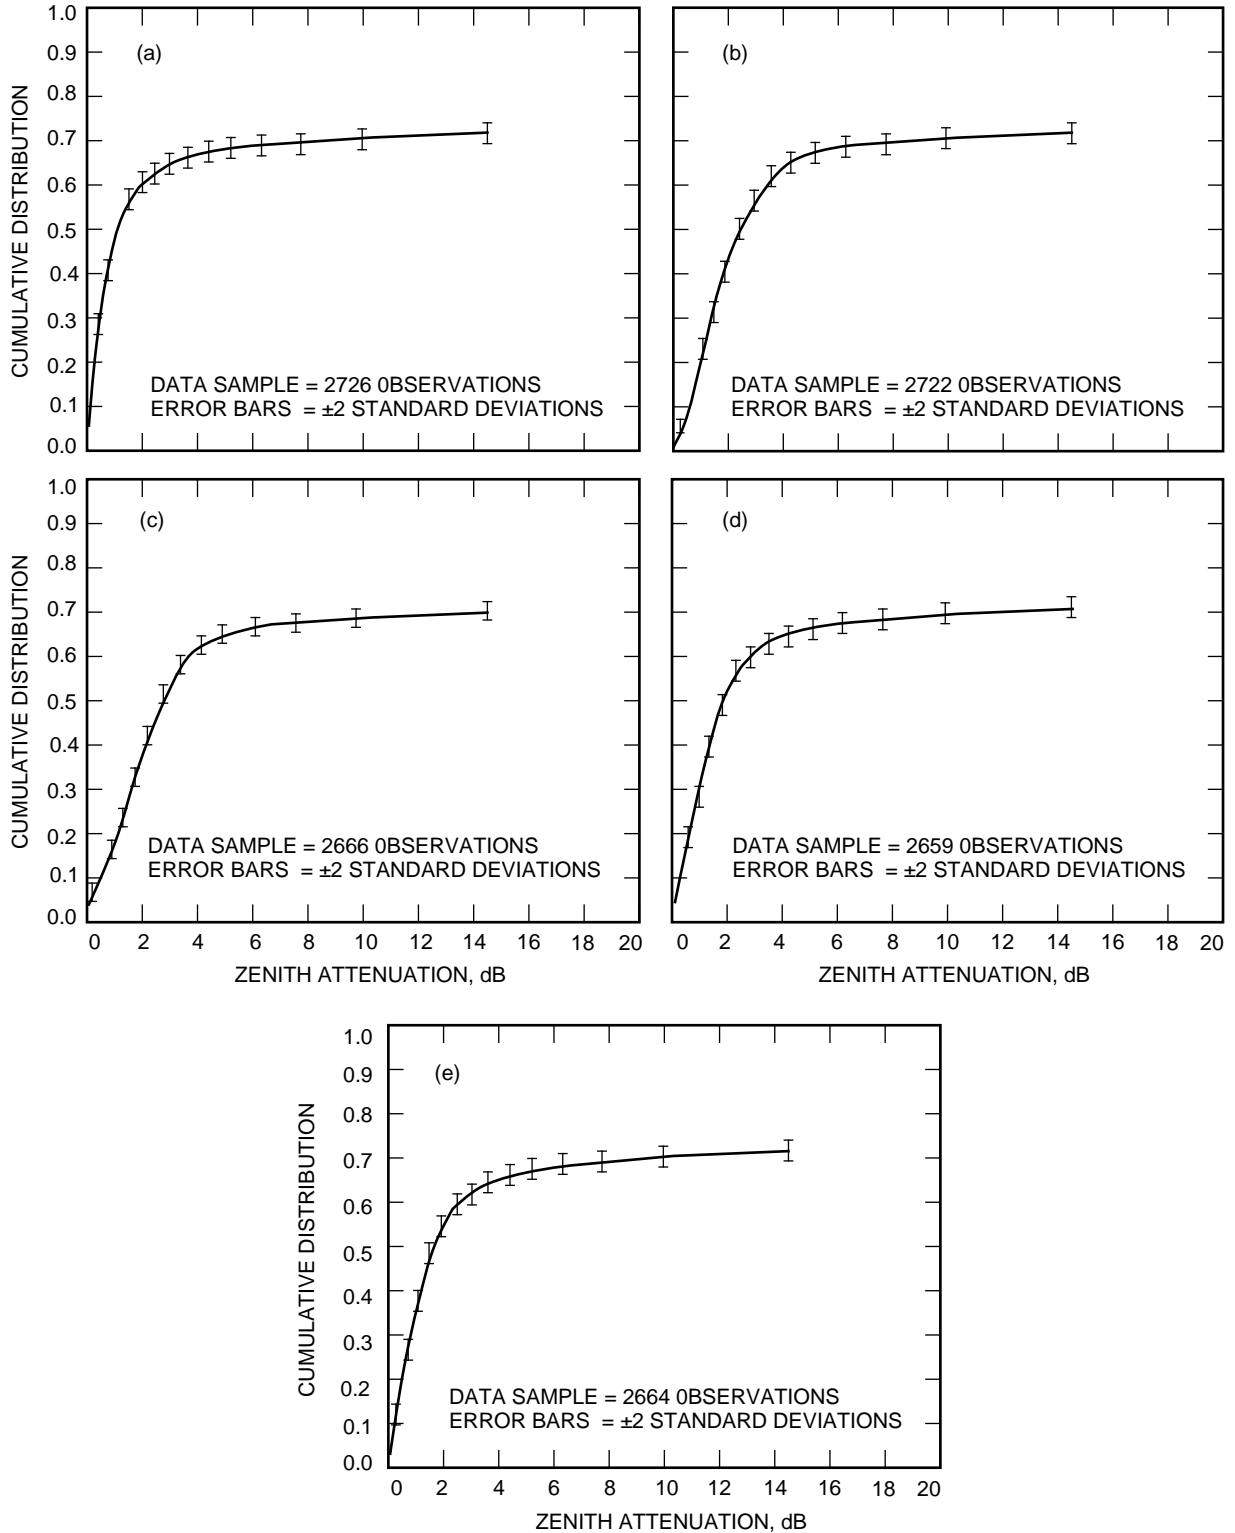 CUMULATIVE DISTRIBUTION
1.0
0.9
0.8
0.7
0.6
0.5
0.4
0.3
0.2
0.1
0.0
(a)
DATA SAMPLE = 2726 0BSERVATIONS
ERROR BARS = ±2 STANDARD DEVIATIONS
(b)
DATA SAMPLE = 2722 0BSERVATIONS
ERROR BARS = ±2 STANDARD DEVIATIONS
CUMULATIVE DISTRIBUTION
1.0
0.9
0.8
0.7
0.6
0.5
0.4
0.3
0.2
0.1
0.0
(c)
DATA SAMPLE = 2666 0BSERVATIONS
ERROR BARS = ±2 STANDARD DEVIATIONS
0 2 4 6 8 10 12 14 16 18 20
ZENITH ATTENUATION, dB
(d)
DATA SAMPLE = 2659 0BSERVATIONS
ERROR BARS = ±2 STANDARD DEVIATIONS
0 2 4 6 8 10 12 14 16 18 20
ZENITH ATTENUATION, dB
CUMULATIVE DISTRIBUTION
1.0
0.9
0.8
0.7
0.6
0.5
0.4
0.3
0.2
0.1
0.0
(e)
DATA SAMPLE = 2664 0BSERVATIONS
ERROR BARS = ±2 STANDARD DEVIATIONS
0 2 4 6 8 10 12 14 16 18 20
ZENITH ATTENUATION, dB